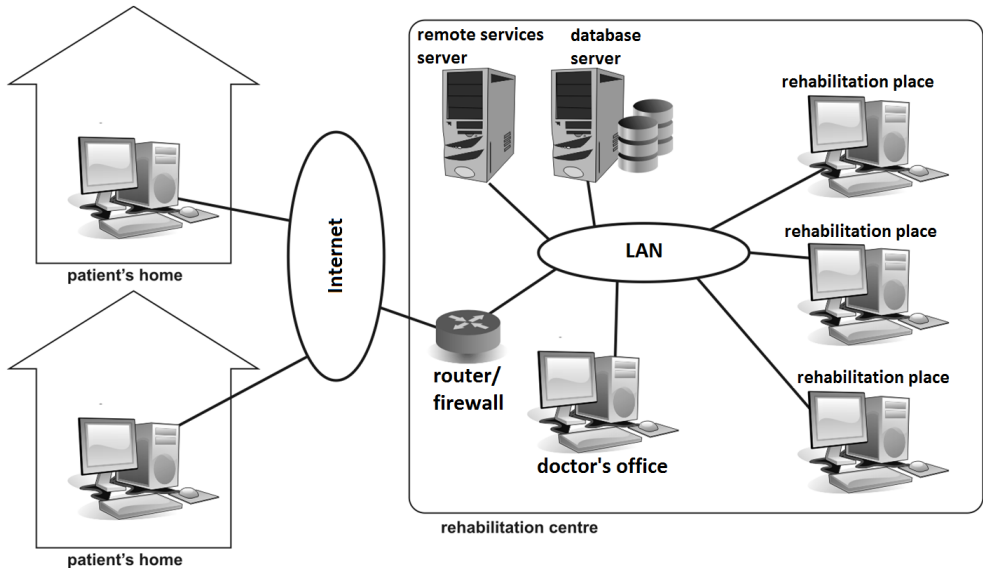 remote services
server
database
server
rehabilitation place
patient's home
Internet
LAN
rehabilitation place
router/
firewall
rehabilitation place
doctor's office
rehabilitation centre
patient's home